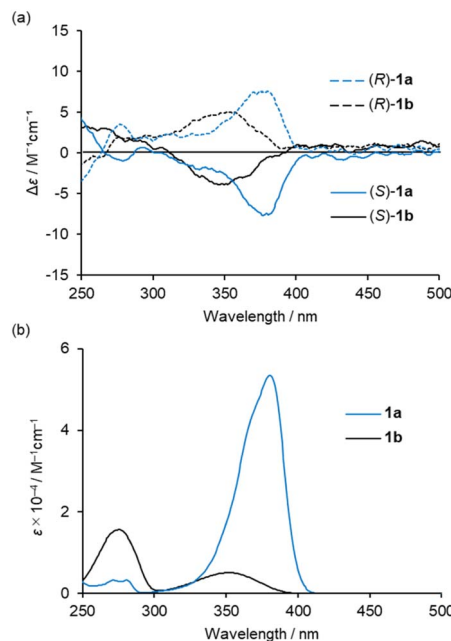 (a)
15
10
5
0
-5
-10
-15
Δε / M⁻¹cm⁻¹
(R)-1a
(R)-1b
(S)-1a
(S)-1b
250 300 350 400 450 500
Wavelength / nm
(b)
6
4
2
0
ε × 10⁻⁴ / M⁻¹cm⁻¹
1a
1b
250 300 350 400 450 500
Wavelength / nm